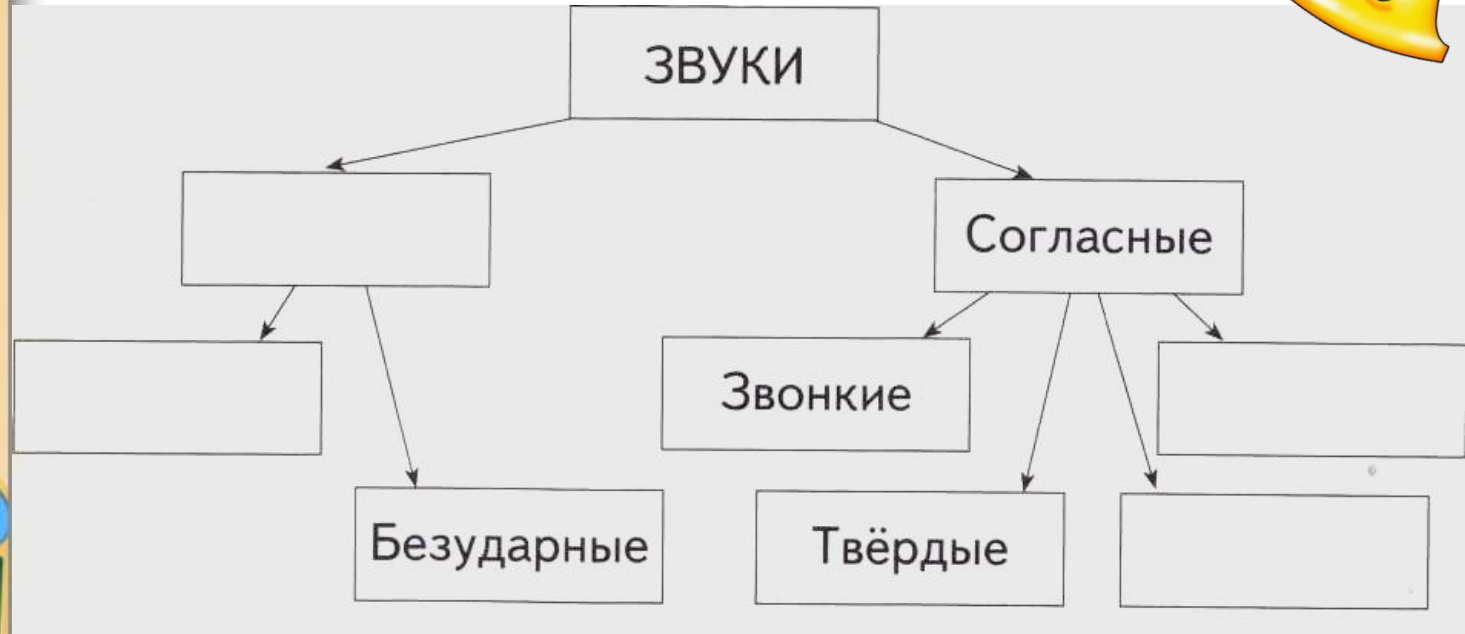 ЗВУКИ
Согласные
Звонкие
Безударные
Твёрдые